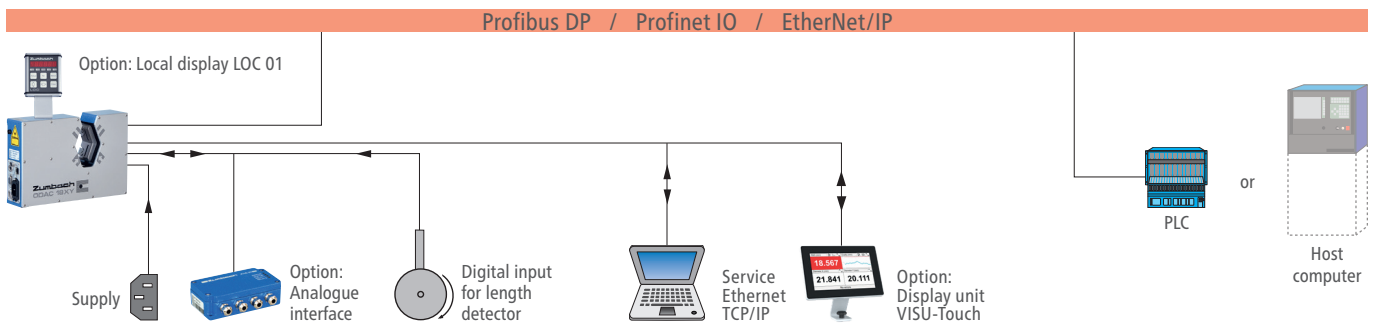 Profibus DP / Profinet IO / EtherNet/IP
Option: Local display LOC 01
Zumbach
Zumbach
ODAC 18XY
Supply
Option:
Analogue
interface
Digital input
for length
detector
Service
Ethernet
TCP/IP
18.567
21.841 20.111
Option:
Display unit
VISU-Touch
PLC
or
Host
computer